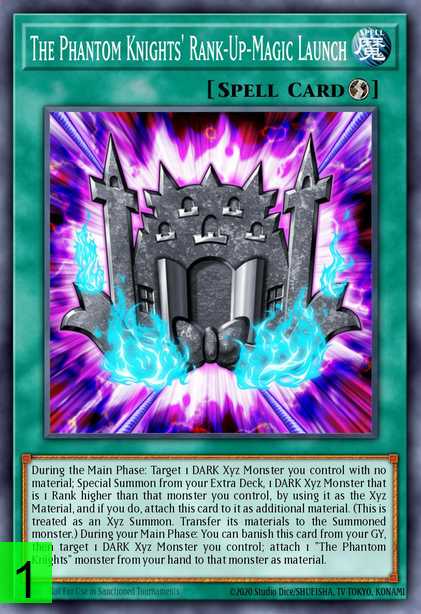 The Phantom Knights' Rank-Up-Magic Launch
SPELL
魔
[Spell Card]
During the Main Phase: Target 1 DARK Xyz Monster you control with no
material; Special Summon from your Extra Deck, 1 DARK Xyz Monster that
is 1 Rank higher than that monster you control, by using it as the Xyz
Material, and if you do, attach this card to it as additional material. (This is
treated as an Xyz Summon. Transfer its materials to the Summoned
monster.) During your Main Phase: You can banish this card from your GY,
then target 1 DARK Xyz Monster you control; attach 1 "The Phantom
Knights" monster from your hand to that monster as material.
1
For Use in Sanctioned Tournaments
©2020 Studio Dice/SHUEISHA, TV TOKYO, KONAMI